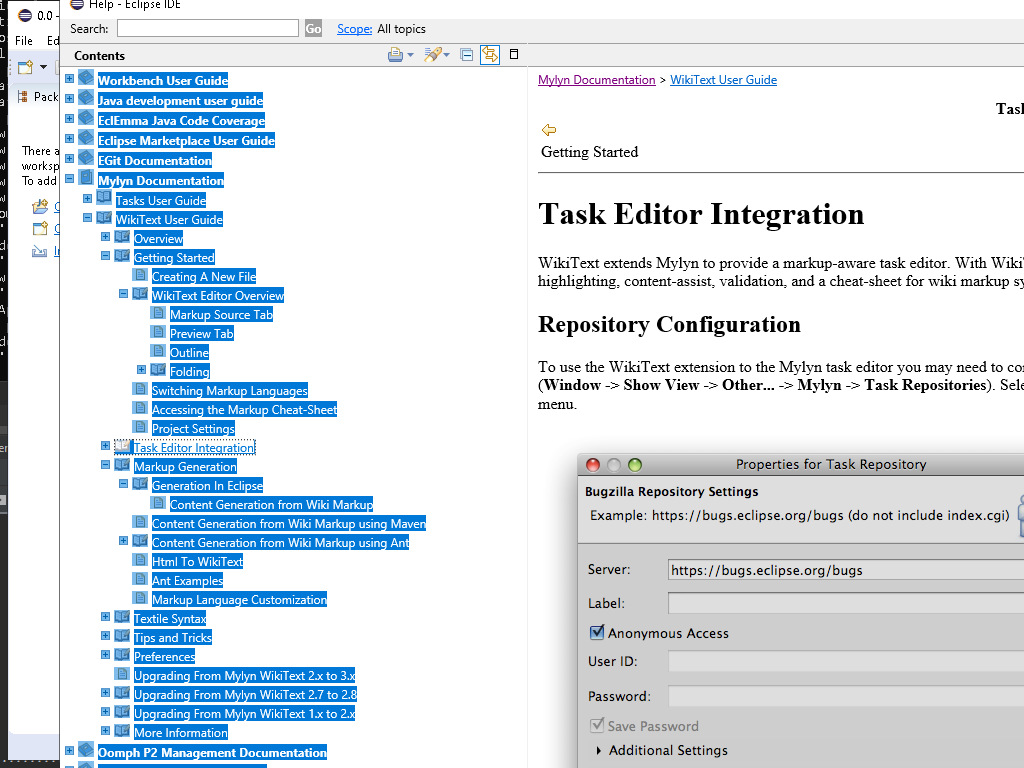 0.0 -
File Ed
Pack
There a
worksp
To add
Help - Eclipse IDE
Search:
Go
Scope: All topics
Contents
Workbench User Guide
Java development user guide
EclEmma Java Code Coverage
Eclipse Marketplace User Guide
EGit Documentation
Mylyn Documentation
Tasks User Guide
WikiText User Guide
Overview
Getting Started
Creating A New File
WikiText Editor Overview
Markup Source Tab
Preview Tab
Outline
Folding
Switching Markup Languages
Accessing the Markup Cheat-Sheet
Project Settings
Task Editor Integration
Markup Generation
Generation In Eclipse
Content Generation from Wiki Markup
Content Generation from Wiki Markup using Maven
Content Generation from Wiki Markup using Ant
Html To WikiText
Ant Examples
Markup Language Customization
Textile Syntax
Tips and Tricks
Preferences
Upgrading From Mylyn WikiText 2.x to 3.x
Upgrading From Mylyn WikiText 2.7 to 2.8
Upgrading From Mylyn WikiText 1.x to 2.x
More Information
Oomph P2 Management Documentation
Mylyn Documentation > WikiText User Guide
Tas
Getting Started
Task Editor Integration
WikiText extends Mylyn to provide a markup-aware task editor. With Wiki
highlighting, content-assist, validation, and a cheat-sheet for wiki markup sy
Repository Configuration
To use the WikiText extension to the Mylyn task editor you may need to co
(Window -> Show View -> Other... -> Mylyn -> Task Repositories). Sele
menu.
Properties for Task Repository
Bugzilla Repository Settings
Example: https://bugs.eclipse.org/bugs (do not include index.cgi)
Server: https://bugs.eclipse.org/bugs
Label:
Anonymous Access
User ID:
Password:
Save Password
Additional Settings